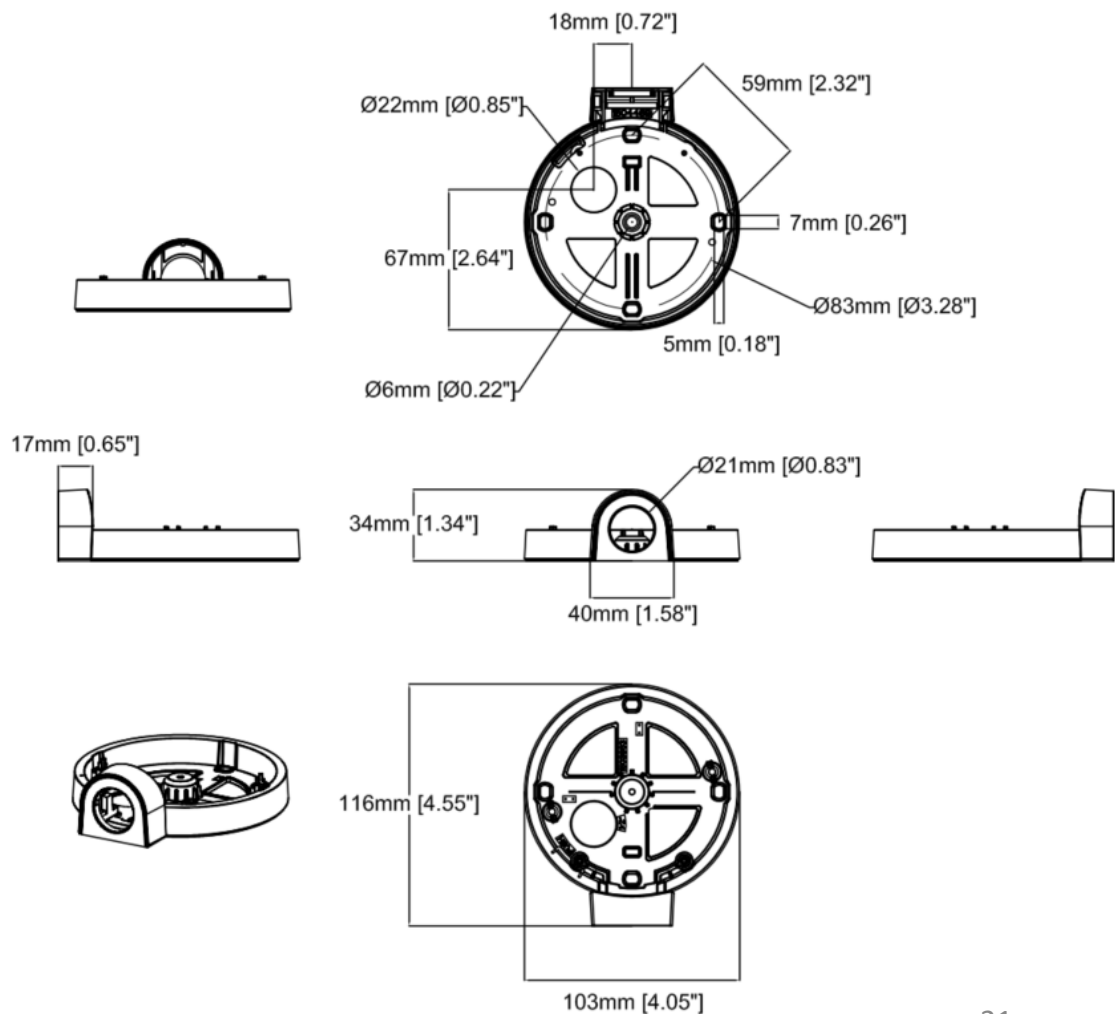 18mm [0.72"]
59mm [2.32"]
Ø22mm [Ø0.85"]
7mm [0.26"]
67mm [2.64"]
Ø83mm [Ø3.28"]
5mm [0.18"]
Ø6mm [Ø0.22"]
17mm [0.65"]
Ø21mm [Ø0.83"]
34mm [1.34"]
40mm [1.58"]
116mm [4.55"]
103mm [4.05"]